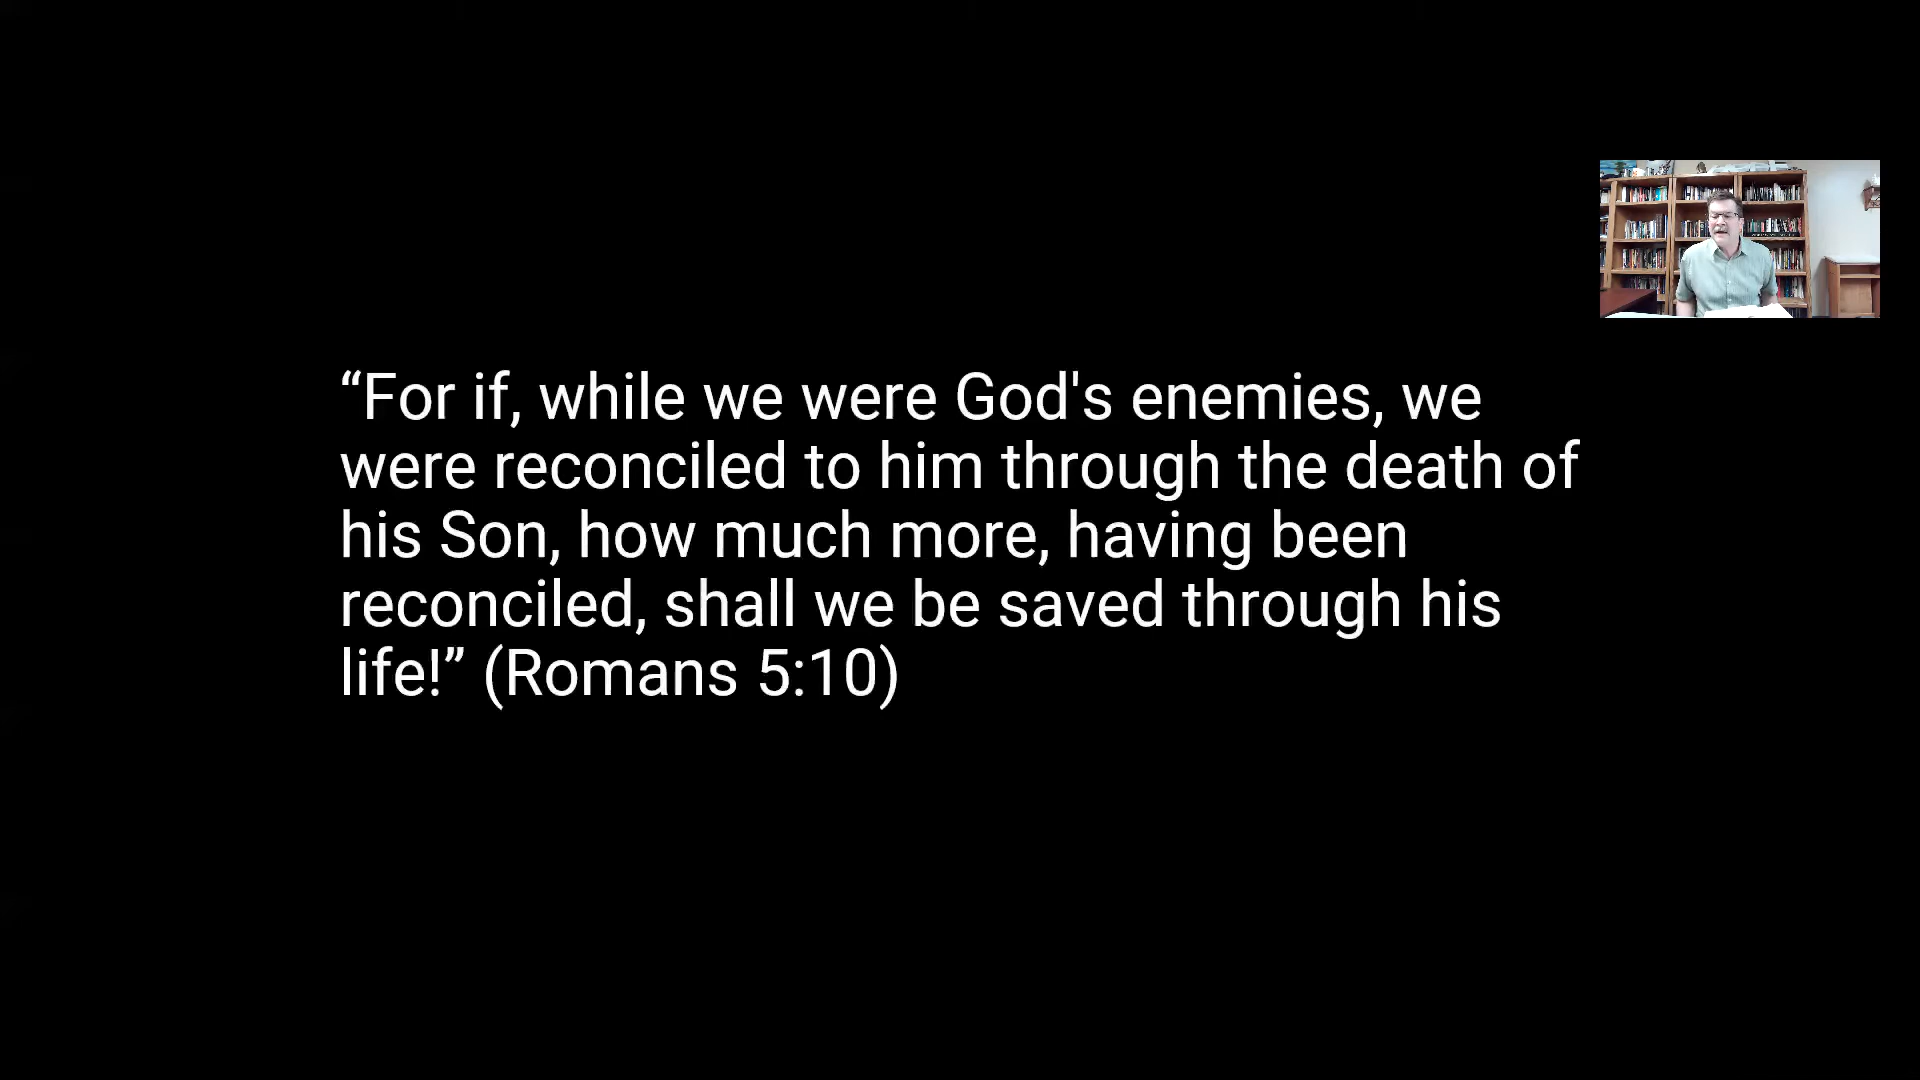 “For if, while we were God's enemies, we
were reconciled to him through the death of
his Son, how much more, having been
reconciled, shall we be saved through his
life!” (Romans 5:10)